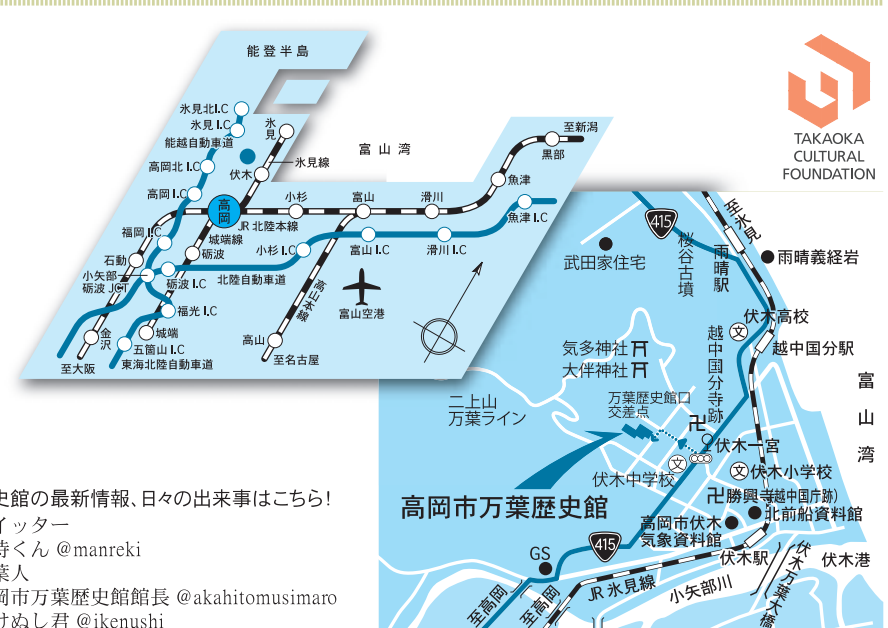 能登半島
氷見北I.C
氷見I.C
能越自動車道
氷見
高岡北I.C
伏木
氷見線
富山湾
至新潟
黒部
高岡I.C
高岡
小杉
富山
滑川
魚津
魚津I.C
福岡I.C
JR北陸本線
城端線
石動
砺波
小杉I.C
富山I.C
滑川I.C
小矢部
砺波JCT
砺波I.C
北陸自動車道
高山本線
富山空港
福光I.C
金沢
城端
五箇山I.C
高山
至大阪
東海北陸自動車道
至名古屋
TAKAOKA
CULTURAL
FOUNDATION
415
至氷見
武田家住宅
桜谷古墳
雨晴駅
雨晴義経岩
伏木高校
越中国分駅
気多神社
大伴神社
越中国分寺跡
富山湾
二上山
万葉ライン
万葉歴史館口
交差点
卍
伏木一宮
文
伏木中学校
文
伏木小学校
高岡市万葉歴史館
卍勝興寺(越中国庁跡)
北前船資料館
高岡市伏木
気象資料館
415
GS
伏木駅
伏木港
JR氷見線
小矢部川
伏木万葉大橋
至高岡
至高岡
史館の最新情報、日々の出来事はこちら!
イッター
持くん @manreki
葉人
岡市万葉歴史館館長 @akahitomusimaro
けぬし君 @ikenushi